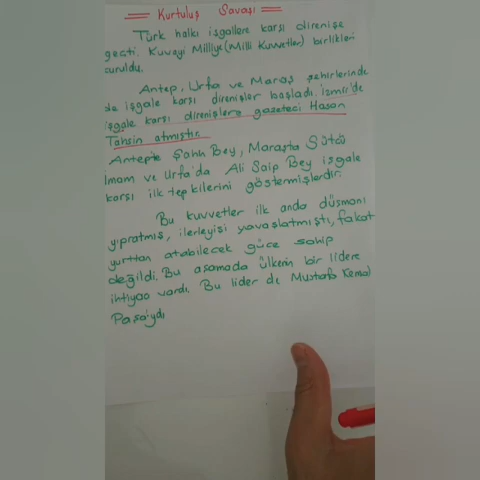 Kurtuluş Savaşı
Türk halkı işgallere karşı direnişe
geçti. Kuvayi Milliye (Milli Kuvvetler) birlikleri
kuruldu.
Antep, Urfa ve Maraş şehirlerinde
de işgale karşı direnişler başladı. İzmir'de
işgale karşı direnişlere gazeteci Hasan
Tahsin atmıştır.
Antep'te Şahin Bey, Maraşta Sütçü
İmam ve Urfa'da Ali Saip Bey işgale
karşı ilk tepkilerini göstermişlerdir.
Bu kuvvetler ilk anda düşmanı
yıpratmış, ilerleyişi yavaşlatmıştı, fakat
yurttan atabilecek güce sahip
değildi. Bu aşamada ülkenin bir lidere
ihtiyacı vardı. Bu lider de Mustafa Kemal
Paşa'ydı